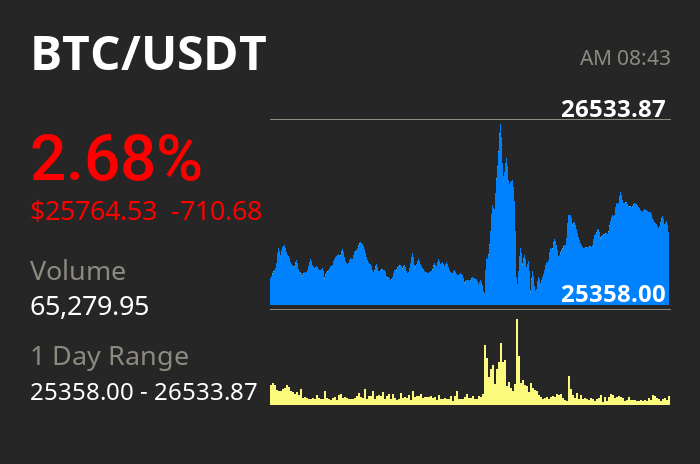 BTC/USDT
AM 08:43
26533.87
2.68%
$25764.53 -710.68
Volume
65,279.95
25358.00
1 Day Range
25358.00 - 26533.87